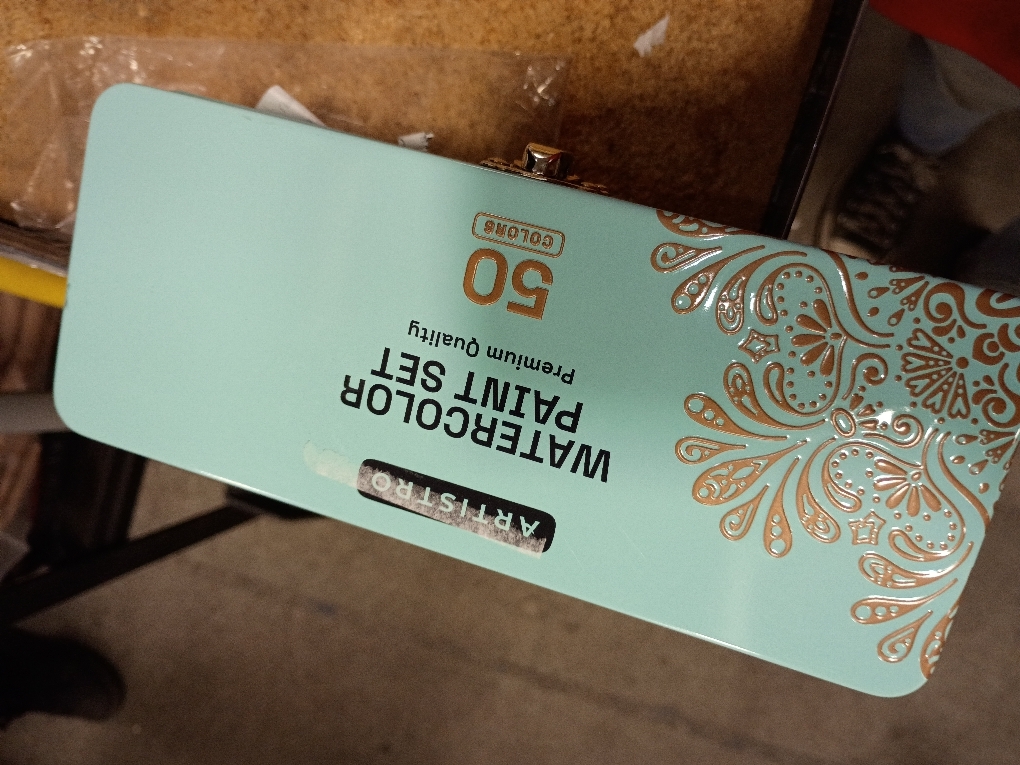 ARTISTRO
WATERCOLOR
PAINT SET
Premium Quality
50
COLORS